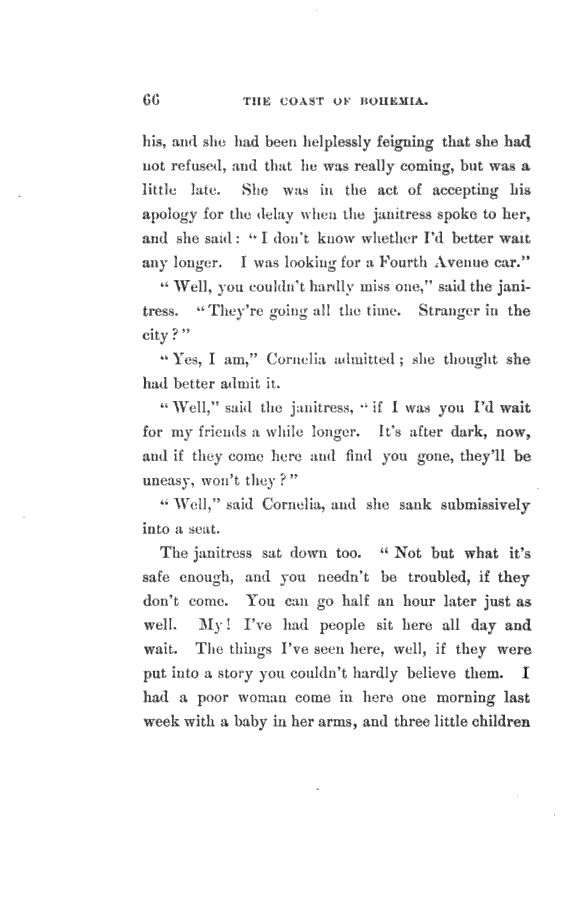 66 THE COAST OF BOHEMIA.
his, and she had been helplessly feigning that she had
not refused, and that he was really coming, but was a
little late. She was in the act of accepting his
apology for the delay when the janitress spoke to her,
and she said: “I don't know whether I'd better wait
any longer. I was looking for a Fourth Avenue car.”
“Well, you couldn't hardly miss one,” said the jani-
tress. “They're going all the time. Stranger in the
city?”
“Yes, I am,” Cornelia admitted; she thought she
had better admit it.
“Well,” said the janitress, “if I was you I'd wait
for my friends a while longer. It's after dark, now,
and if they come here and find you gone, they'll be
uneasy, won't they?”
“Well,” said Cornelia, and she sank submissively
into a seat.
The janitress sat down too. “Not but what it's
safe enough, and you needn't be troubled, if they
don't come. You can go half an hour later just as
well. My! I've had people sit here all day and
wait. The things I've seen here, well, if they were
put into a story you couldn't hardly believe them. I
had a poor woman come in here one morning last
week with a baby in her arms, and three little children